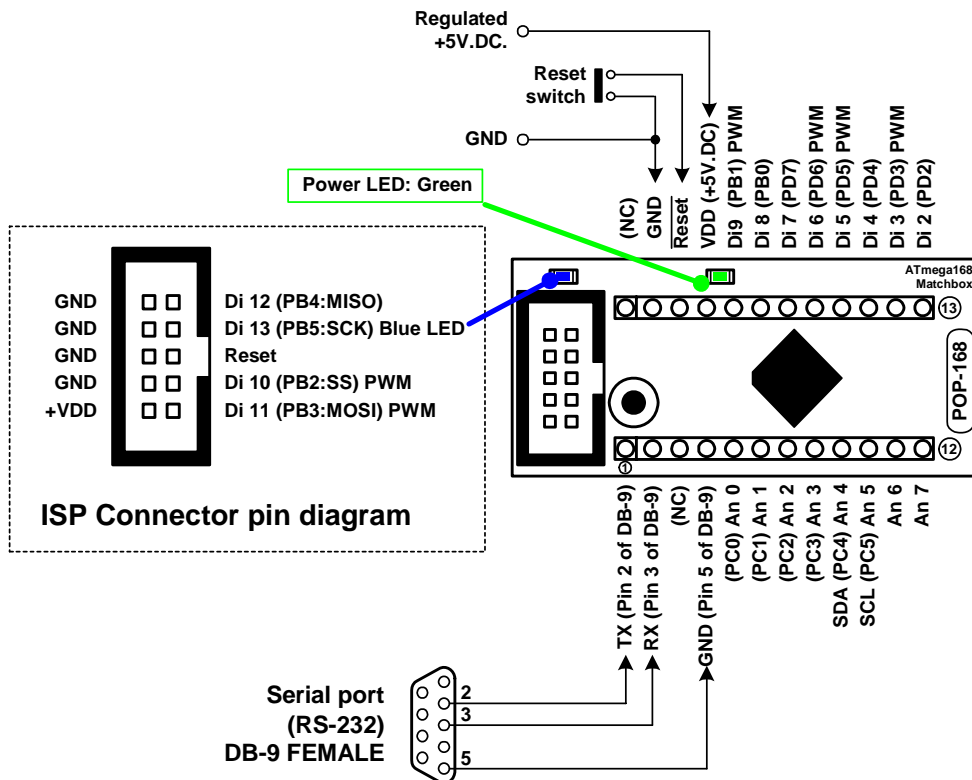 Regulated
+5V.DC.
Reset
switch
GND
Power LED: Green
(NC)
GND
Reset
VDD (+5V.DC)
Di9 (PB1) PWM
Di 8 (PB0)
Di 7 (PD7)
Di 6 (PD6) PWM
Di 5 (PD5) PWM
Di 4 (PD4)
Di 3 (PD3) PWM
Di 2 (PD2)
GND
GND
GND
GND
+VDD
Di 12 (PB4:MISO)
Di 13 (PB5:SCK) Blue LED
Reset
Di 10 (PB2:SS) PWM
Di 11 (PB3:MOSI) PWM
ISP Connector pin diagram
ATmega168
Matchbox
13
POP-168
12
1
TX (Pin 2 of DB-9)
RX (Pin 3 of DB-9)
(NC)
GND (Pin 5 of DB-9)
(PC0) An 0
(PC1) An 1
(PC2) An 2
(PC3) An 3
SDA (PC4) An 4
SCL (PC5) An 5
An 6
An 7
Serial port
(RS-232)
DB-9 FEMALE
2
3
5